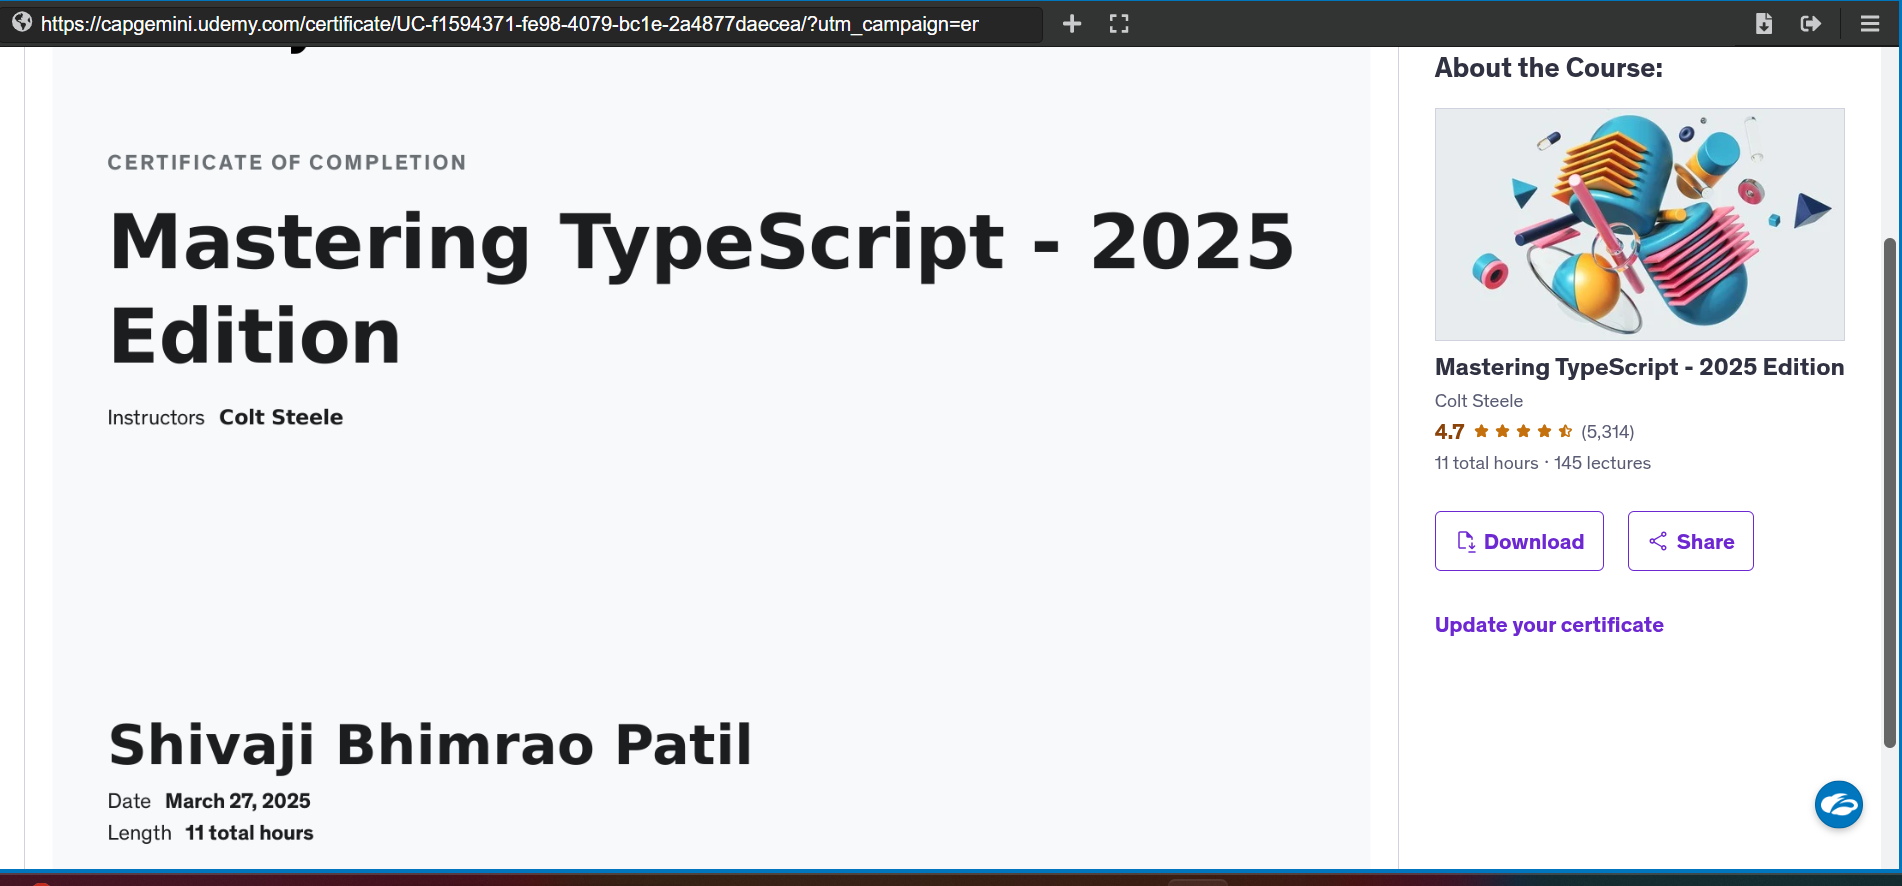 https://capgemini.udemy.com/certificate/UC-f1594371-fe98-4079-bc1e-2a4877daecea/?utm_campaign=er
CERTIFICATE OF COMPLETION
Mastering TypeScript - 2025
Edition
Instructors Colt Steele
Shivaji Bhimrao Patil
Date March 27, 2025
Length 11 total hours
About the Course:
Mastering TypeScript - 2025 Edition
Colt Steele
4.7 (5,314)
11 total hours · 145 lectures
Download Share
Update your certificate